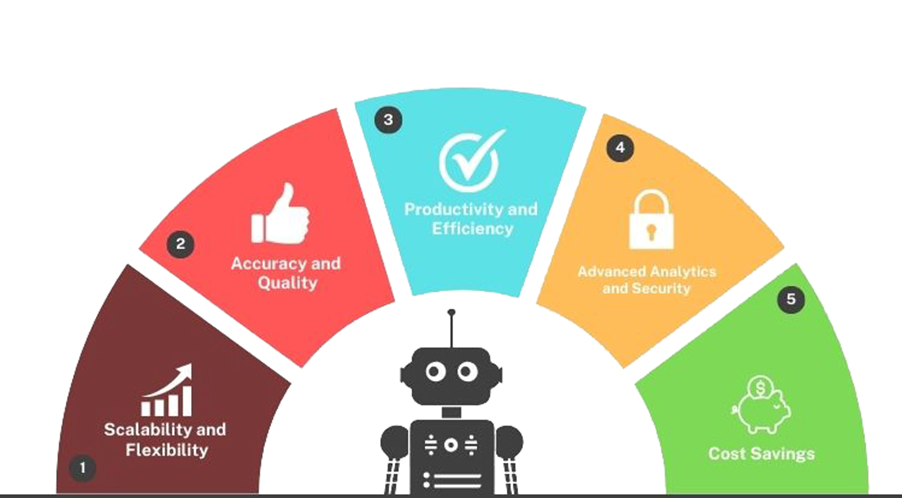 1
Scalability and
Flexibility
2
Accuracy and
Quality
3
Productivity and
Efficiency
4
Advanced Analytics
and Security
5
$
Cost Savings